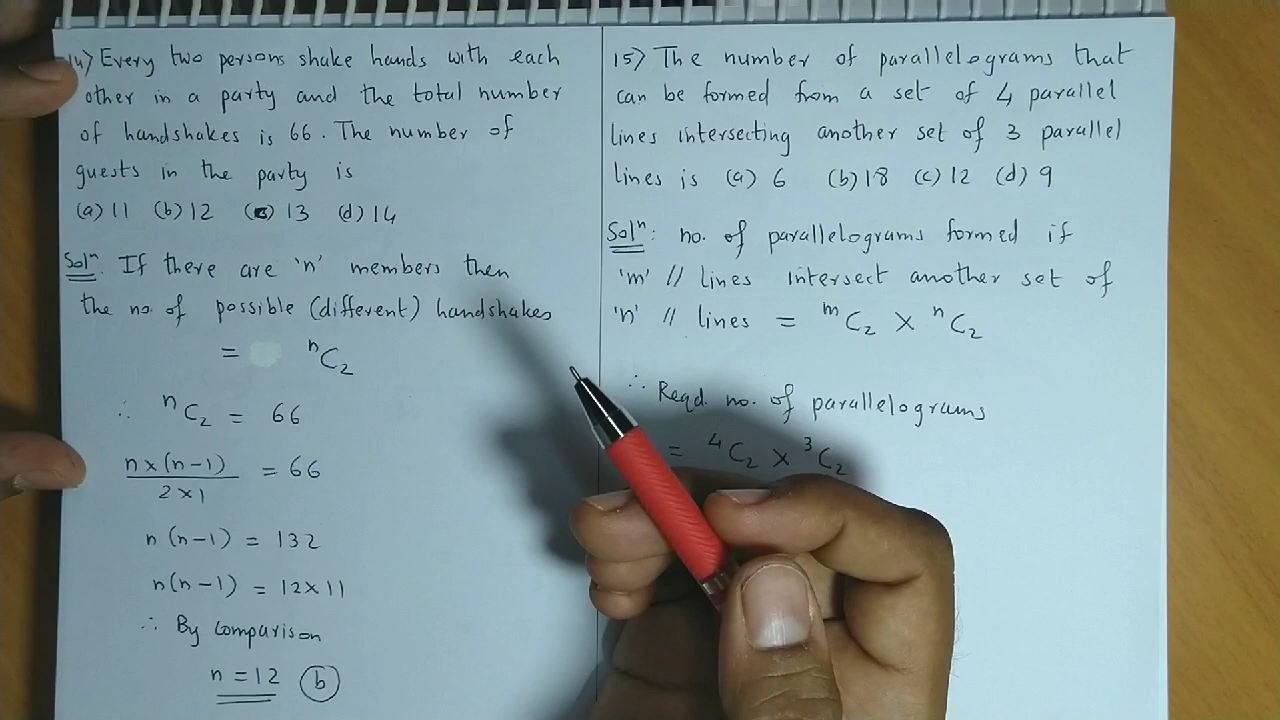 14) Every two persons shake hands with each
other in a party and the total number
of handshakes is 66. The number of
guests in the party is
(a) 11 (b) 12 (c) 13 (d) 14
Solⁿ: If there are 'n' members then
the no. of possible (different) handshakes
= ⁿC₂
∴ ⁿC₂ = 66
n×(n-1)
= 66
2×1
n(n-1) = 132
n(n-1) = 12×11
∴ By comparison
n = 12 (b)
15) The number of parallelograms that
can be formed from a set of 4 parallel
lines intersecting another set of 3 parallel
lines is (a) 6 (b) 18 (c) 12 (d) 9
Solⁿ: no. of parallelograms formed if
'm' // lines intersect another set of
'n' // lines = ᵐC₂ × ⁿC₂
∴ Reqd. no. of parallelograms
= ⁴C₂ × ³C₂